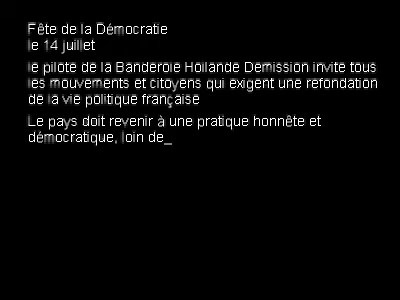 Fête de la Démocratie
le 14 juillet
le pilote de la Banderole Hollande Demission invite tous
les mouvements et citoyens qui exigent une refondation
de la vie politique française
Le pays doit revenir à une pratique honnête et
démocratique, loin de_